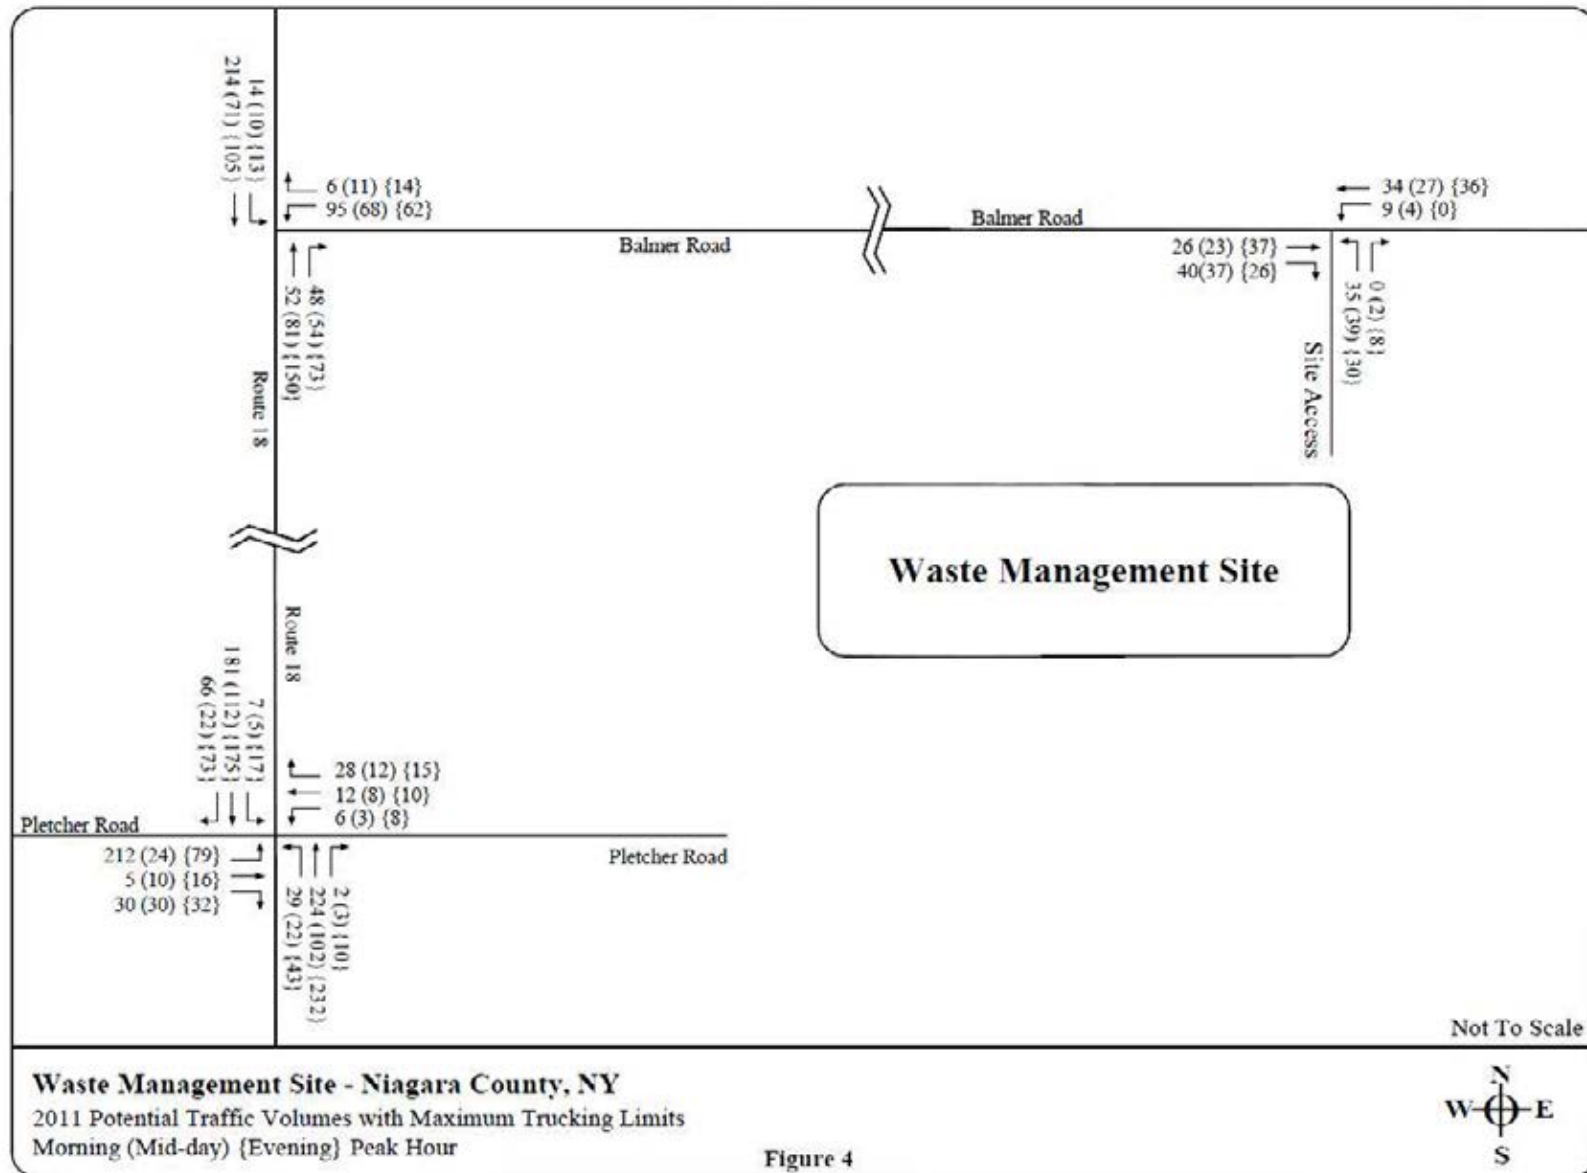 14 (10) {13}
214 (71) {105}
6 (11) {14}
95 (68) {62}
Balmer Road
Balmer Road
34 (27) {36}
9 (4) {0}
26 (23) {37}
40(37) {26}
0 (2) {8}
35 (39) {30}
Site Access
48 (54) {73}
52 (81) {150}
Route 18
Waste Management Site
Route 18
7 (5) {17}
181 (112) {175}
66 (22) {73}
28 (12) {15}
12 (8) {10}
6 (3) {8}
Pletcher Road
Pletcher Road
212 (24) {79}
5 (10) {16}
30 (30) {32}
2 (3) {10}
224 (102) {232}
29 (22) {43}
Not To Scale
Waste Management Site - Niagara County, NY
2011 Potential Traffic Volumes with Maximum Trucking Limits
Morning (Mid-day) {Evening} Peak Hour
Figure 4
N
W E
S